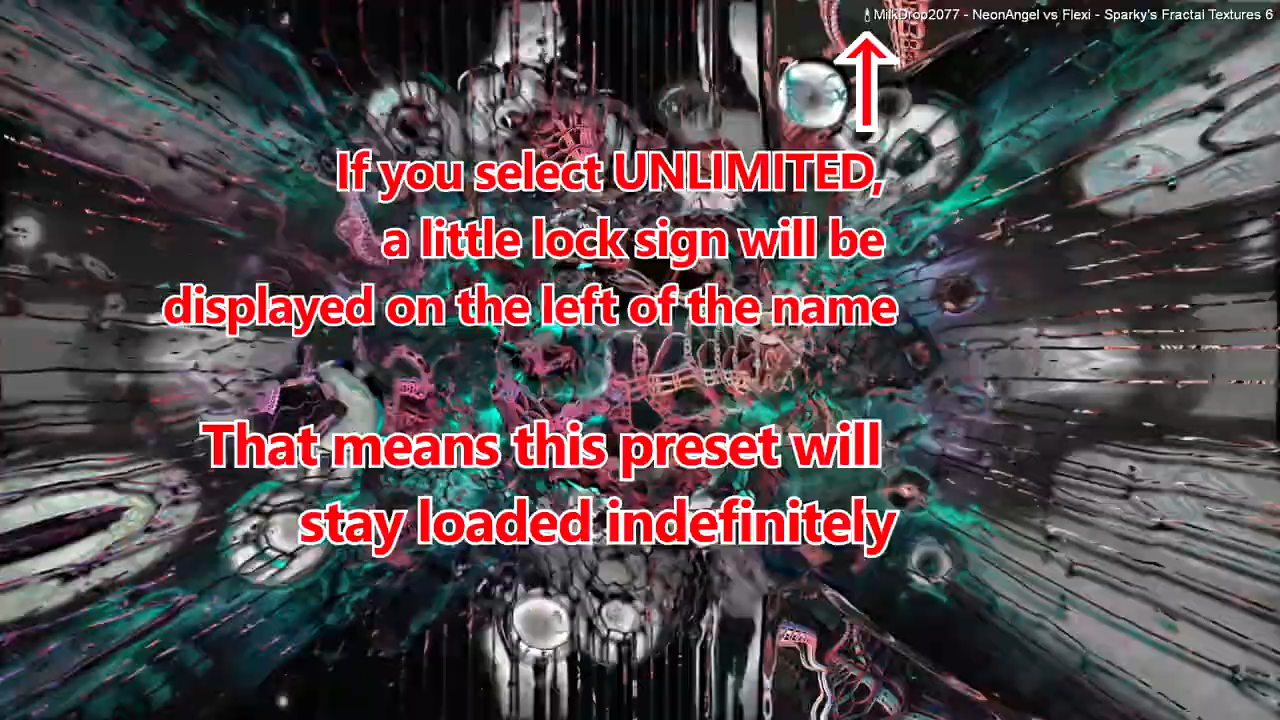 MilkDrop2077 - NeonAngel vs Flexi - Sparky's Fractal Textures 6
If you select UNLIMITED,
a little lock sign will be
displayed on the left of the name
That means this preset will
stay loaded indefinitely